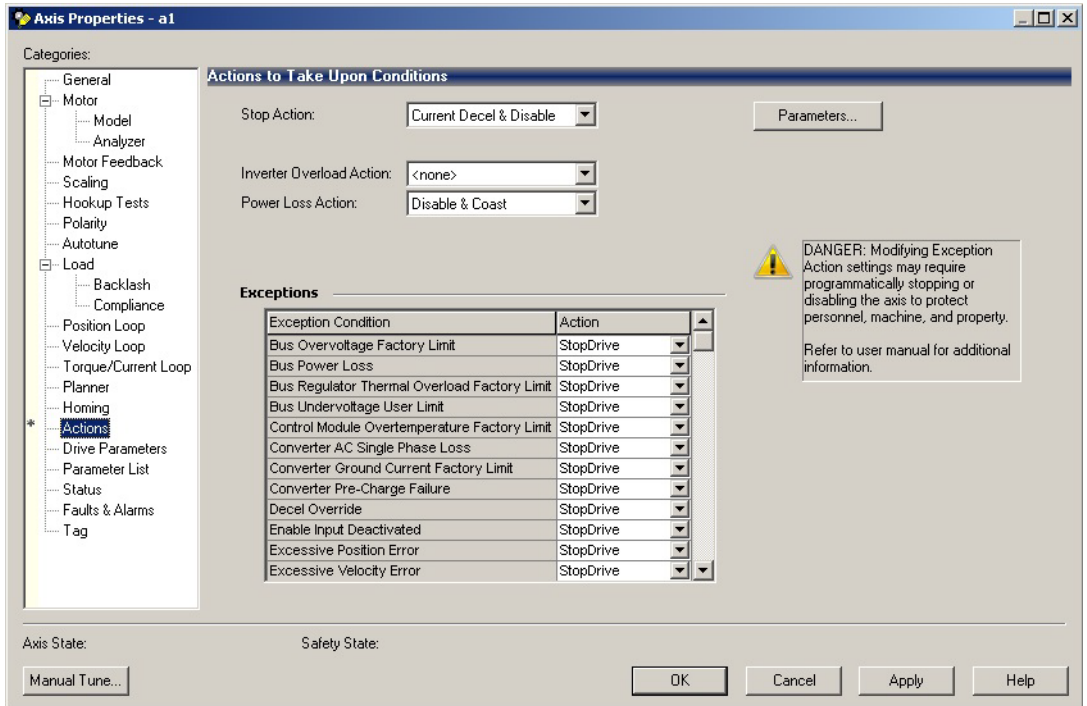 Axis Properties - a1
Categories:
General
Motor
Model
Analyzer
Motor Feedback
Scaling
Hookup Tests
Polarity
Autotune
Load
Backlash
Compliance
Position Loop
Velocity Loop
Torque/Current Loop
Planner
Homing
* Actions
Drive Parameters
Parameter List
Status
Faults & Alarms
Tag
Actions to Take Upon Conditions
Stop Action: Current Decel & Disable Parameters...
Inverter Overload Action: <none>
Power Loss Action: Disable & Coast
DANGER: Modifying Exception
Action settings may require
programmatically stopping or
disabling the axis to protect
personnel, machine, and property.
Refer to user manual for additional
information.
Exceptions
Exception Condition Action
Bus Overvoltage Factory Limit StopDrive
Bus Power Loss StopDrive
Bus Regulator Thermal Overload Factory Limit StopDrive
Bus Undervoltage User Limit StopDrive
Control Module Overtemperature Factory Limit StopDrive
Converter AC Single Phase Loss StopDrive
Converter Ground Current Factory Limit StopDrive
Converter Pre-Charge Failure StopDrive
Decel Override StopDrive
Enable Input Deactivated StopDrive
Excessive Position Error StopDrive
Excessive Velocity Error StopDrive
Axis State: Safety State:
Manual Tune... OK Cancel Apply Help